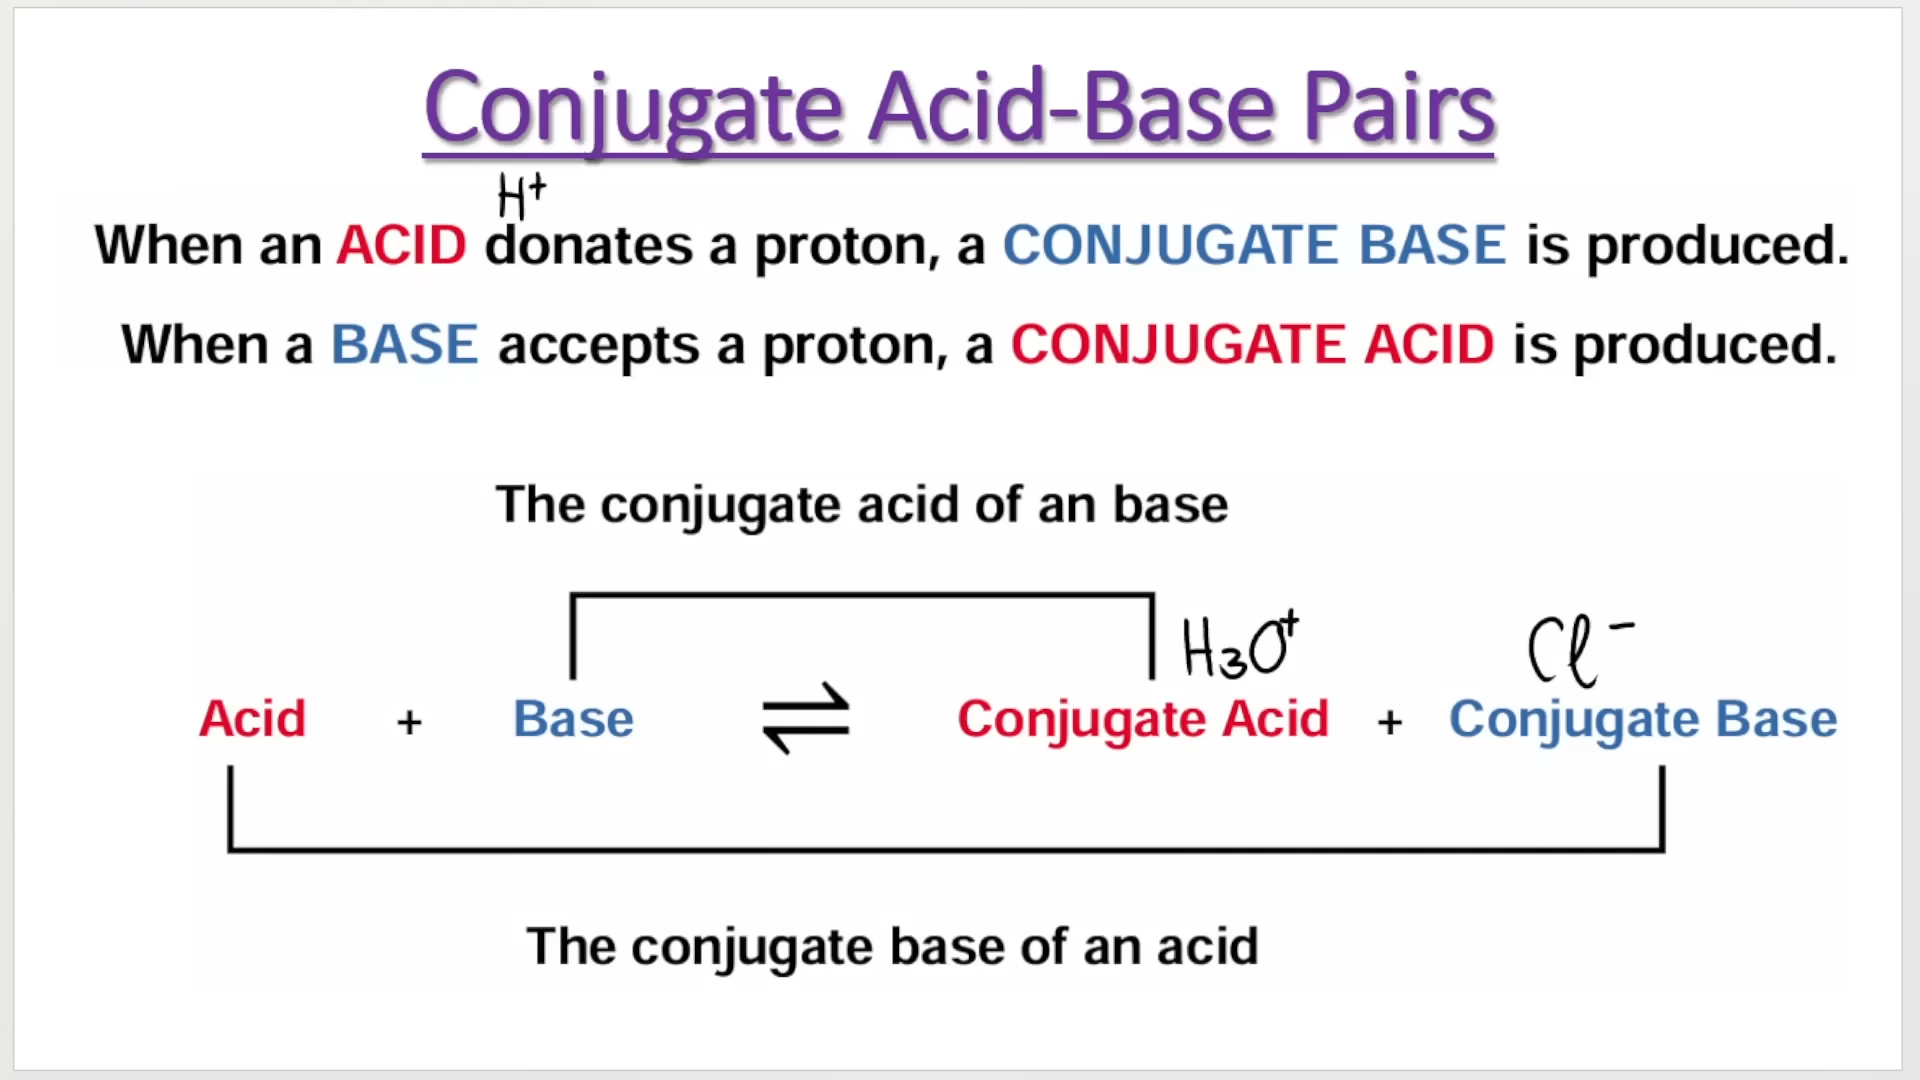 Conjugate Acid-Base Pairs
H⁺
When an ACID donates a proton, a CONJUGATE BASE is produced.
When a BASE accepts a proton, a CONJUGATE ACID is produced.
The conjugate acid of an base
H₃O⁺ Cl⁻
Acid + Base ⇌ Conjugate Acid + Conjugate Base
The conjugate base of an acid